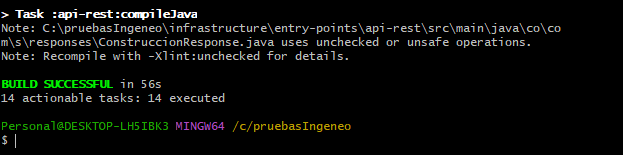 > Task :api-rest:compileJava
Note: C:\pruebasIngeneo\infrastructure\entry-points\api-rest\src\main\java\co\co
m\s\responses\ConstruccionResponse.java uses unchecked or unsafe operations.
Note: Recompile with -Xlint:unchecked for details.
BUILD SUCCESSFUL in 56s
14 actionable tasks: 14 executed
Personal@DESKTOP-LH5IBK3 MINGW64 /c/pruebasIngeneo
$